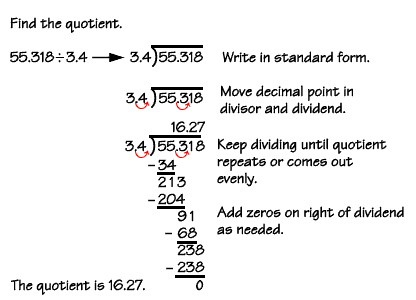 Find the quotient.
55.318÷3.4 → 3.4)55.318 Write in standard form.
3.4)55.318 Move decimal point in
divisor and dividend.
16.27
3.4)55.318 Keep dividing until quotient
-34 repeats or comes out
213 evenly.
-204
91 Add zeros on right of dividend
- 68 as needed.
238
- 238
The quotient is 16.27. 0